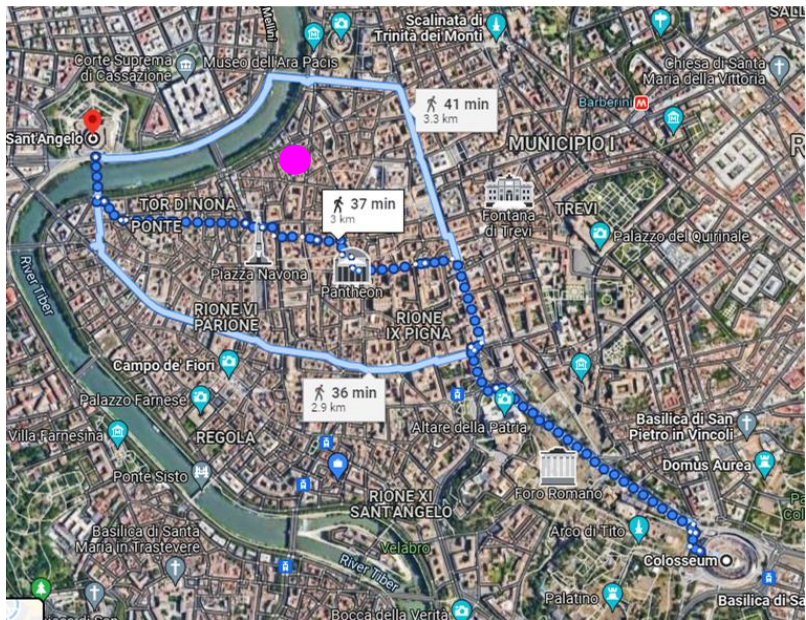 Mellini
Scalinata di
Trinità dei Monti
SALL
Corte Suprema
di Cassazione
Museo dell'Ara Pacis
Chiesa di Santa
Maria della Vittoria
Barberini
M
41 min
3.3 km
Sant'Angelo
MUNICIPIO I
R
37 min
3 km
TOR DI NONA
PONTE
Fontana
di Trevi
TREVI
Palazzo del Quirinale
Piazza Navona
Pantheon
River Tiber
RIONE VI
PARIONE
RIONE
IX PIGNA
Campo de' Fiori
36 min
2.9 km
Palazzo Farnese
Altare della Patria
Villa Farnesina
REGOLA
Basilica di San
Pietro in Vincoli
Domus Aurea
Ponte Sisto
Foro Romano
RIONE XI
SANT'ANGELO
Basilica di Santa
Maria in Trastevere
Velabro
Arco di Tito
Colosseum
River Tiber
Palatino
Basilica di Sa
Bocca della Verità